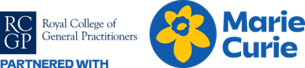 RC
GP
Royal College of
General Practitioners
PARTNERED WITH
Marie
Curie